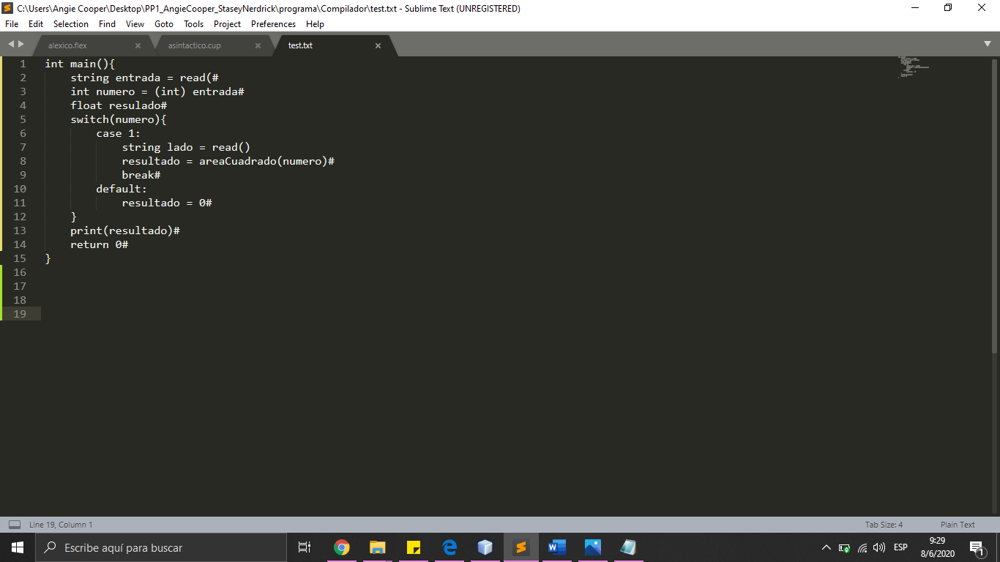 C:\Users\Angie Cooper\Desktop\PP1_AngieCooper_StaseyNerdrick\programa\Compilador\test.txt - Sublime Text (UNREGISTERED)
File Edit Selection Find View Goto Tools Project Preferences Help
alexico.flex asintactico.cup test.txt
1 int main(){
2 string entrada = read(#
3 int numero = (int) entrada#
4 float resulado#
5 switch(numero){
6 case 1:
7 string lado = read()
8 resultado = areaCuadrado(numero)#
9 break#
10 default:
11 resultado = 0#
12 }
13 print(resultado)#
14 return 0#
15 }
16
17
18
19
Line 19, Column 1 Tab Size: 4 Plain Text
Escribe aquí para buscar
ESP
9:29
8/6/2020
1